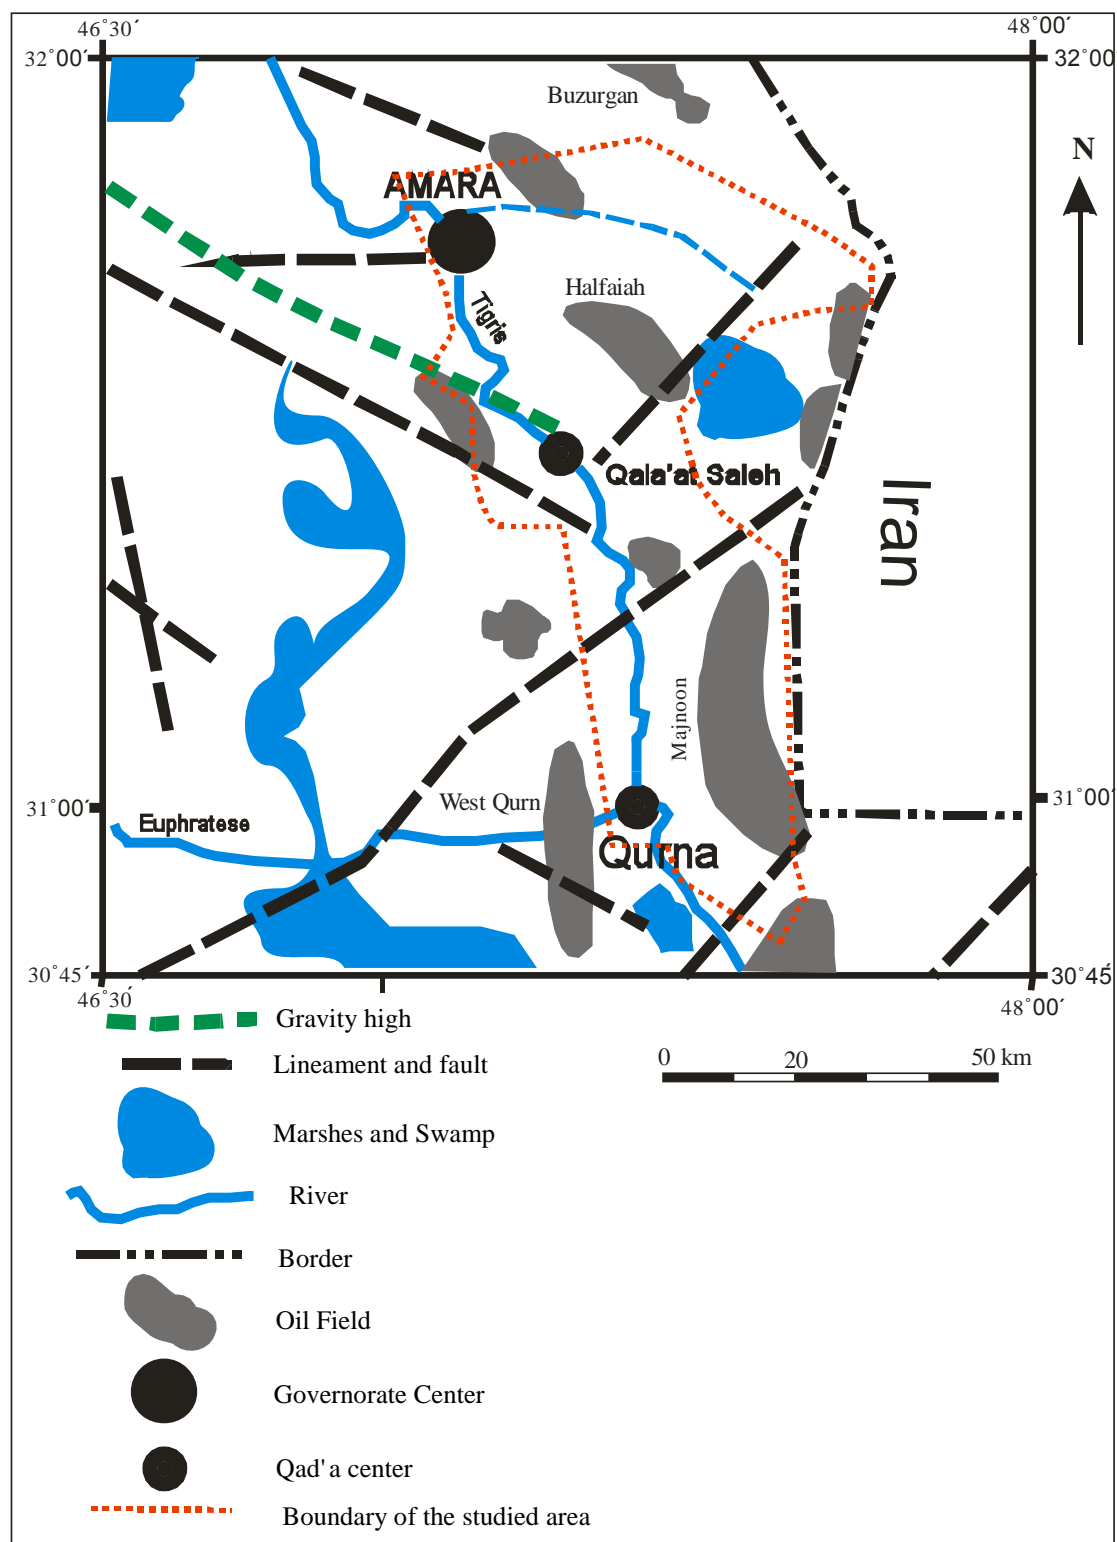 46˚30´
48˚00´
32˚00´
32˚00
Buzurgan
N
AMARA
Halfaiah
Tigris
Qala'at Saleh
Iran
Majnoon
West Qurn
31˚00´
31˚00´
Euphratese
Qurna
30˚45´
30˚45
46˚30´
48˚00´
Gravity high
Lineament and fault
0 20 50 km
Marshes and Swamp
River
Border
Oil Field
Governorate Center
Qad'a center
Boundary of the studied area